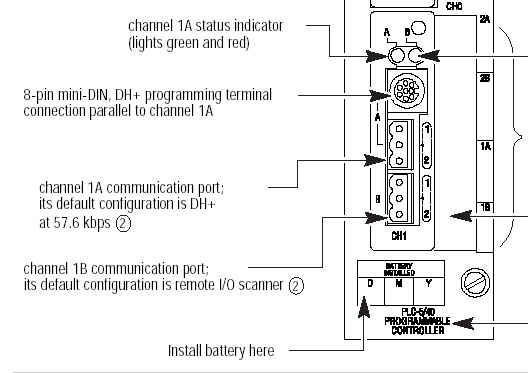 CH0
2A
channel 1A status indicator
(lights green and red)
A B
2B
8-pin mini-DIN, DH+ programming terminal
connection parallel to channel 1A
A
1
2
1A
channel 1A communication port;
its default configuration is DH+
at 57.6 kbps ②
B
1
2
1B
CH1
channel 1B communication port;
its default configuration is remote I/O scanner ②
BATTERY
INSTALLED
D M Y
PLC-5/40
PROGRAMMABLE
CONTROLLER
Install battery here